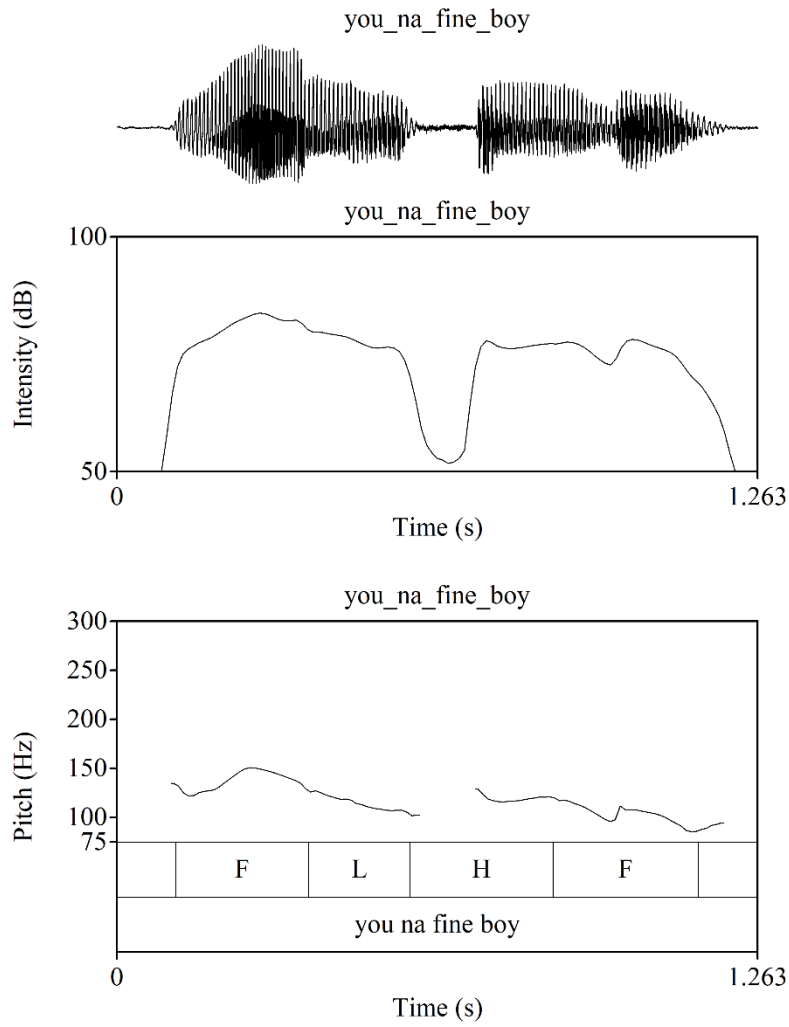 you_na_fine_boy
you_na_fine_boy
100
Intensity (dB)
50
0 1.263
Time (s)
you_na_fine_boy
300
250
200
Pitch (Hz)
150
100
75
F L H F
you na fine boy
0 1.263
Time (s)